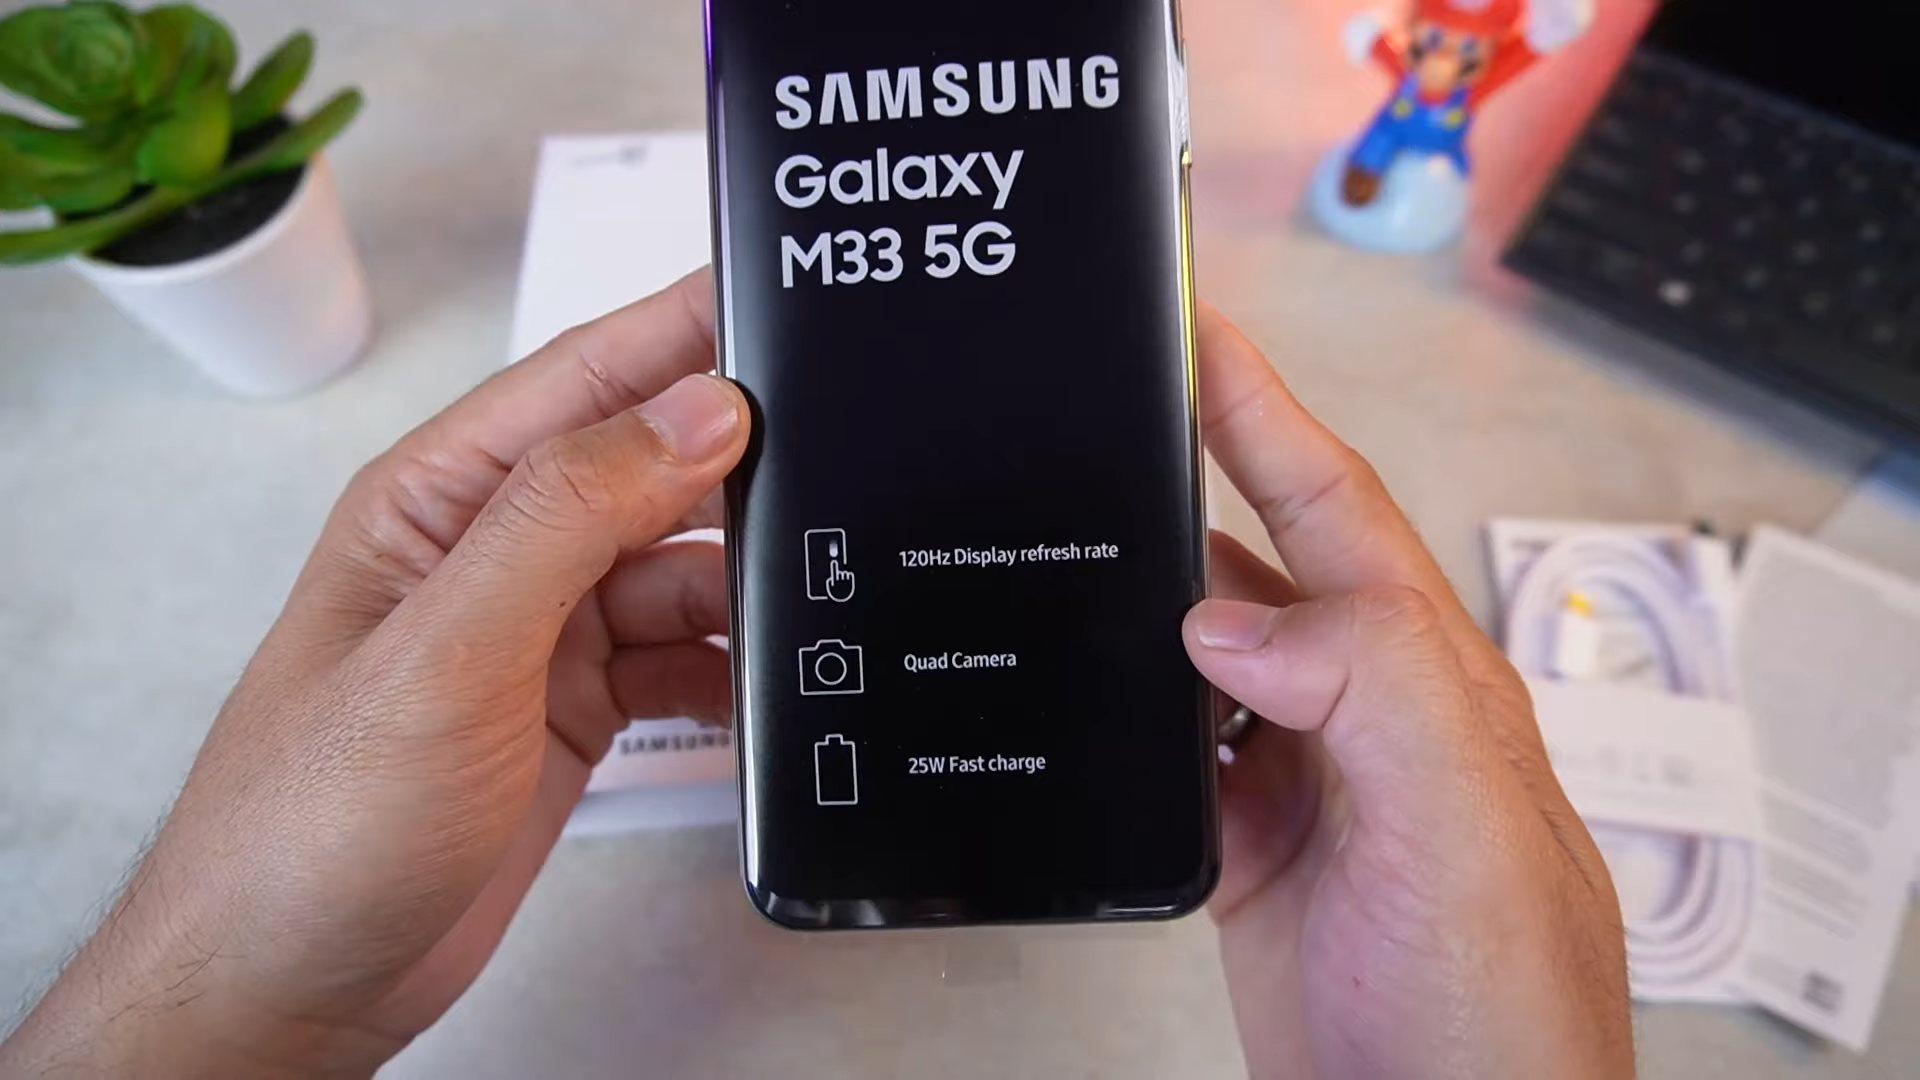 SAMSUNG
Galaxy
M33 5G
120Hz Display refresh rate
Quad Camera
25W Fast charge
SAMSUNG